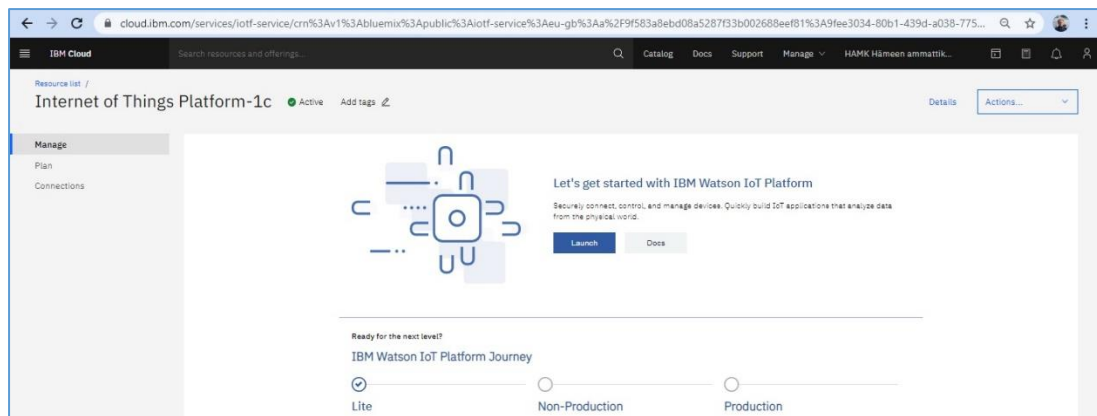 cloud.ibm.com/services/iotf-service/crn%3Av1%3Abluemix%3Apublic%3Aiotf-service%3Aeu-gb%3Aa%2F9f583a8ebd08a5287f33b002688eef81%3A9fee3034-80b1-439d-a038-775...
IBM Cloud Search resources and offerings... Catalog Docs Support Manage HAMK Hämeen ammattik...
Resource list /
Internet of Things Platform-1c Active Add tags Details Actions...
Manage
Plan
Connections
Let's get started with IBM Watson IoT Platform
Securely connect, control, and manage devices. Quickly build IoT applications that analyze data
from the physical world.
Launch Docs
Ready for the next level?
IBM Watson IoT Platform Journey
Lite Non-Production Production